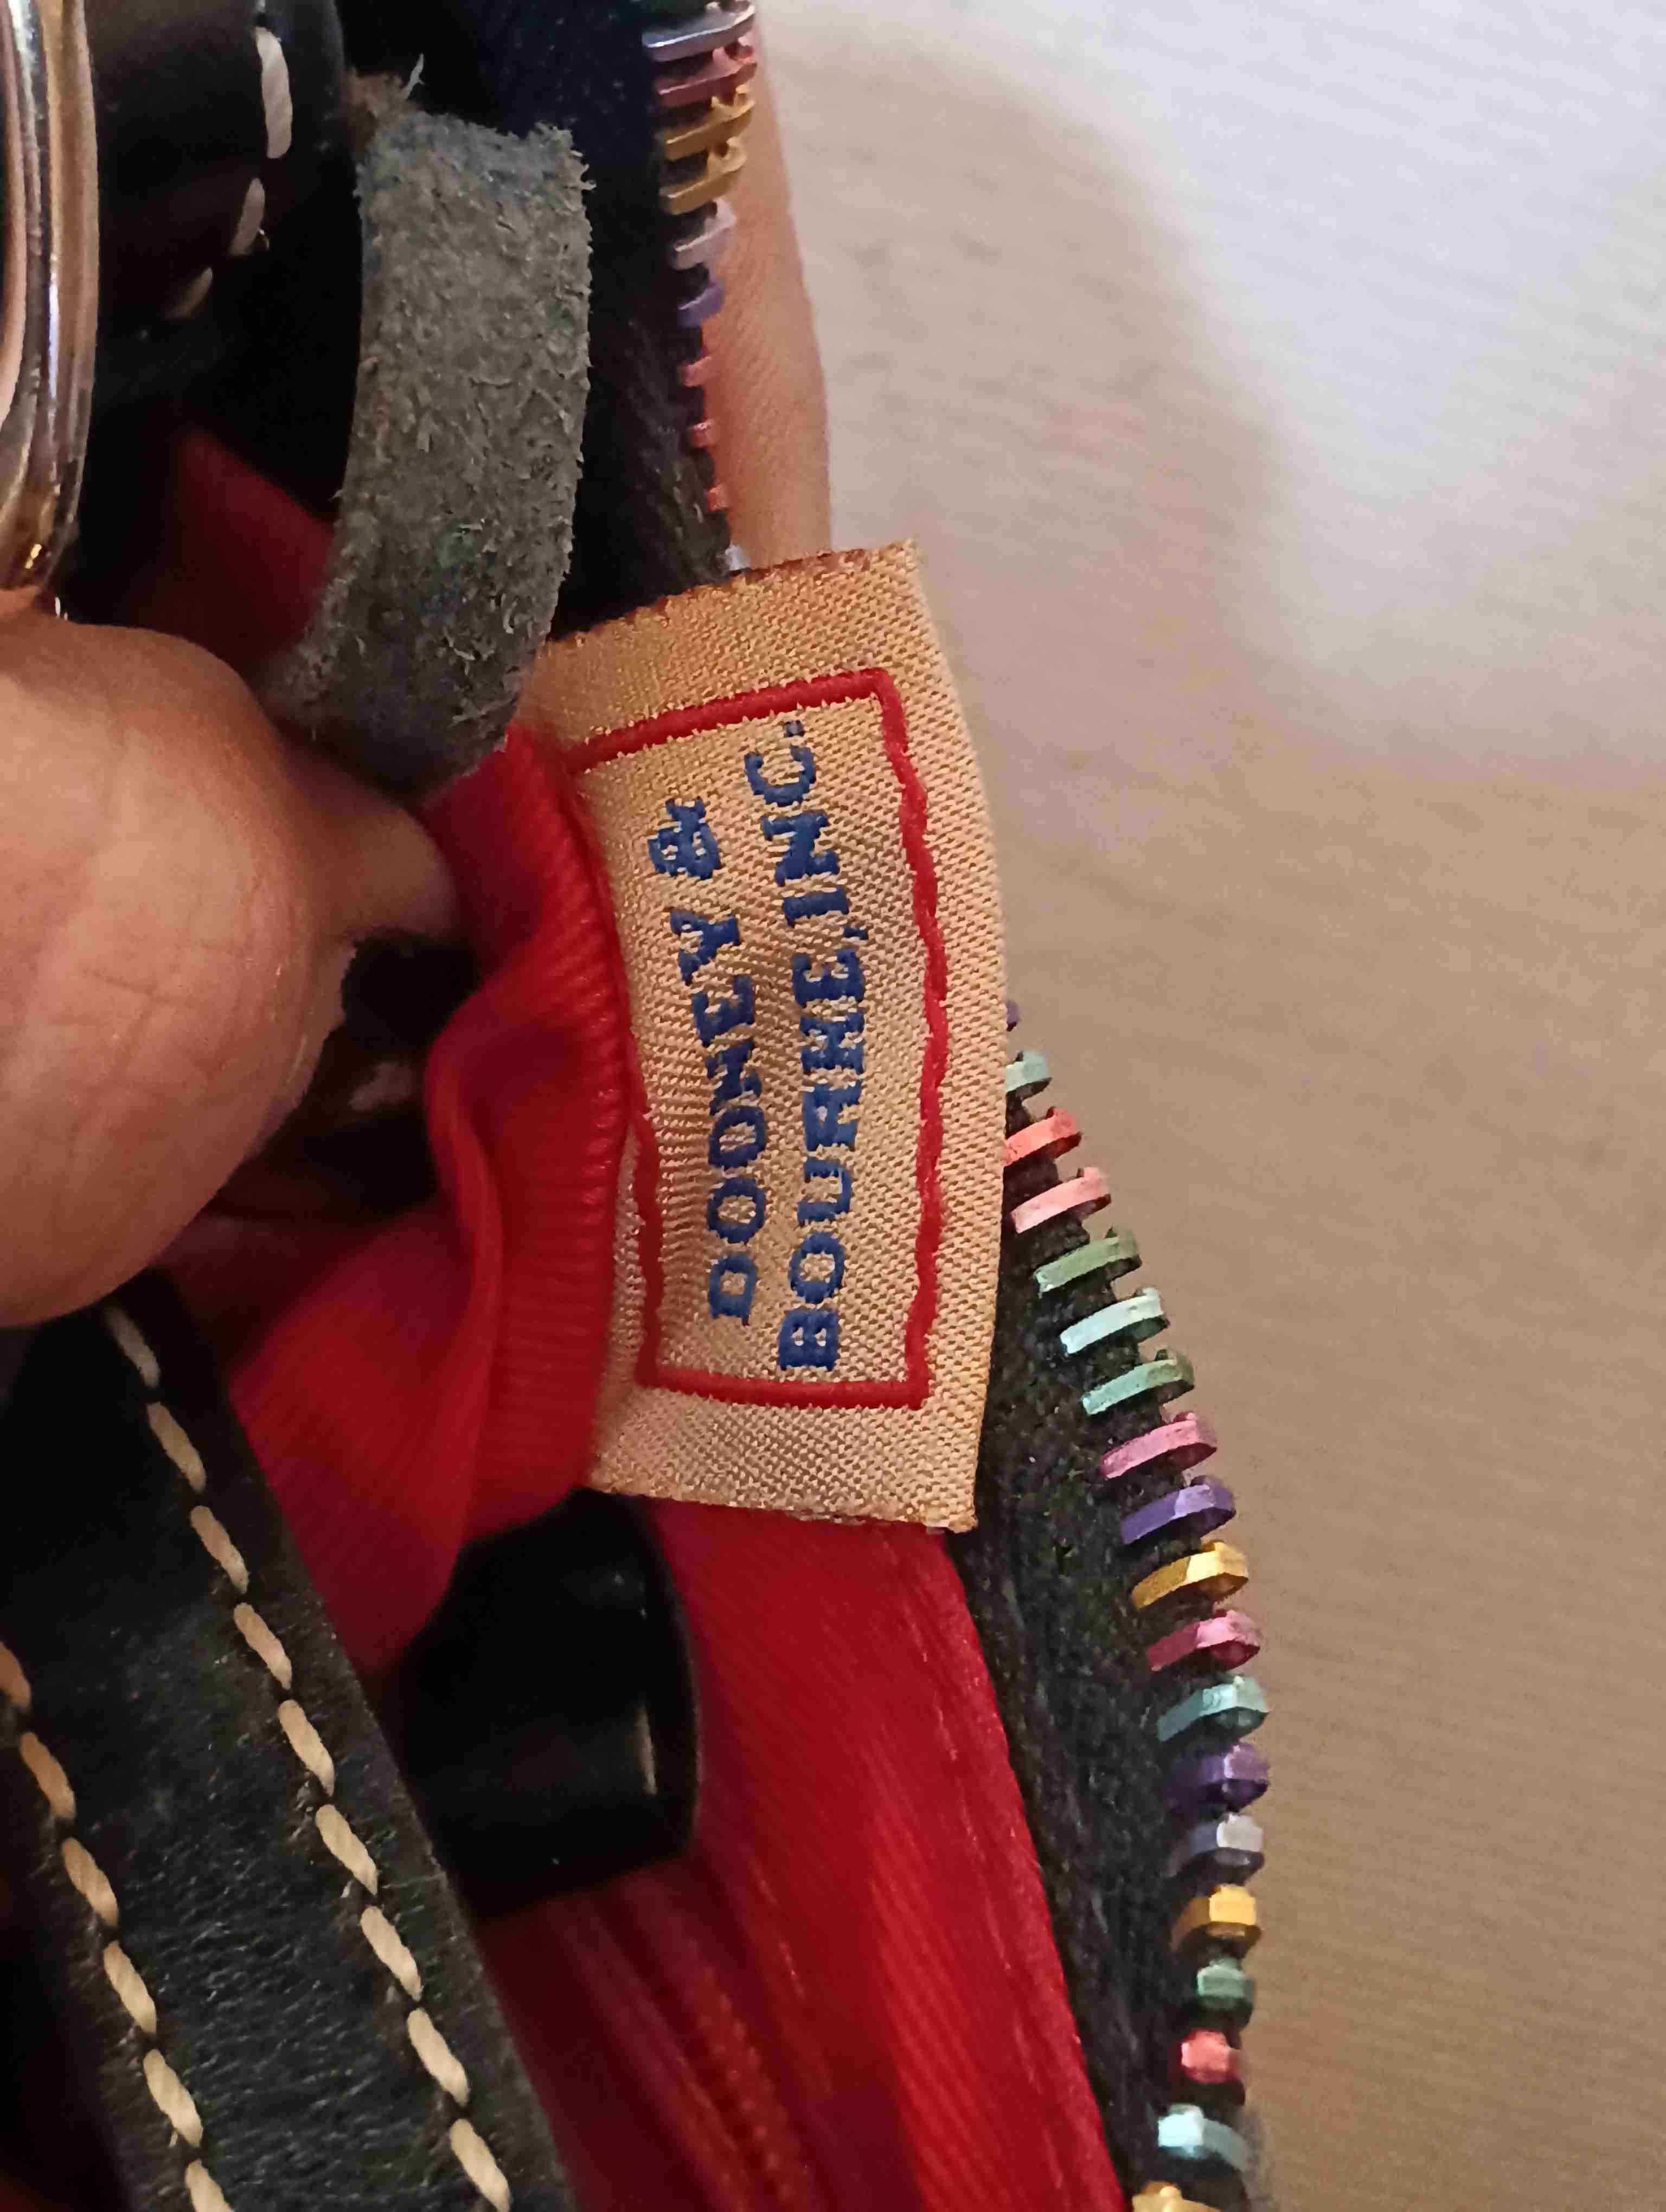 DOONEY &
BOURKE, INC.